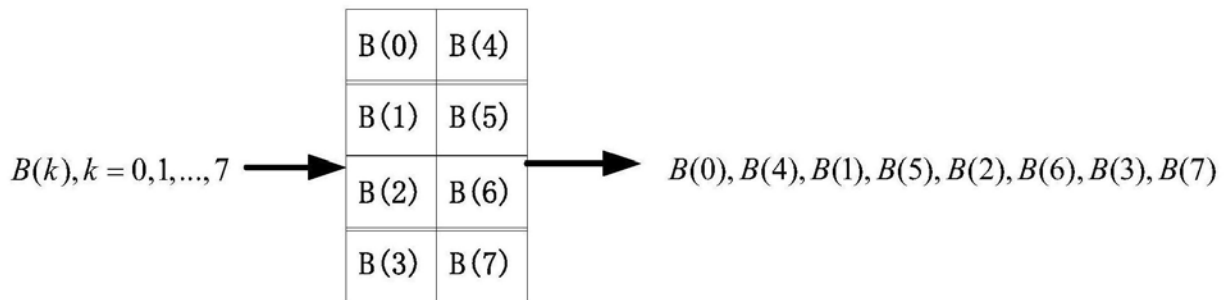 B(0) B(4)
B(1) B(5)
B(k), k = 0,1,...,7
B(0), B(4), B(1), B(5), B(2), B(6), B(3), B(7)
B(2) B(6)
B(3) B(7)